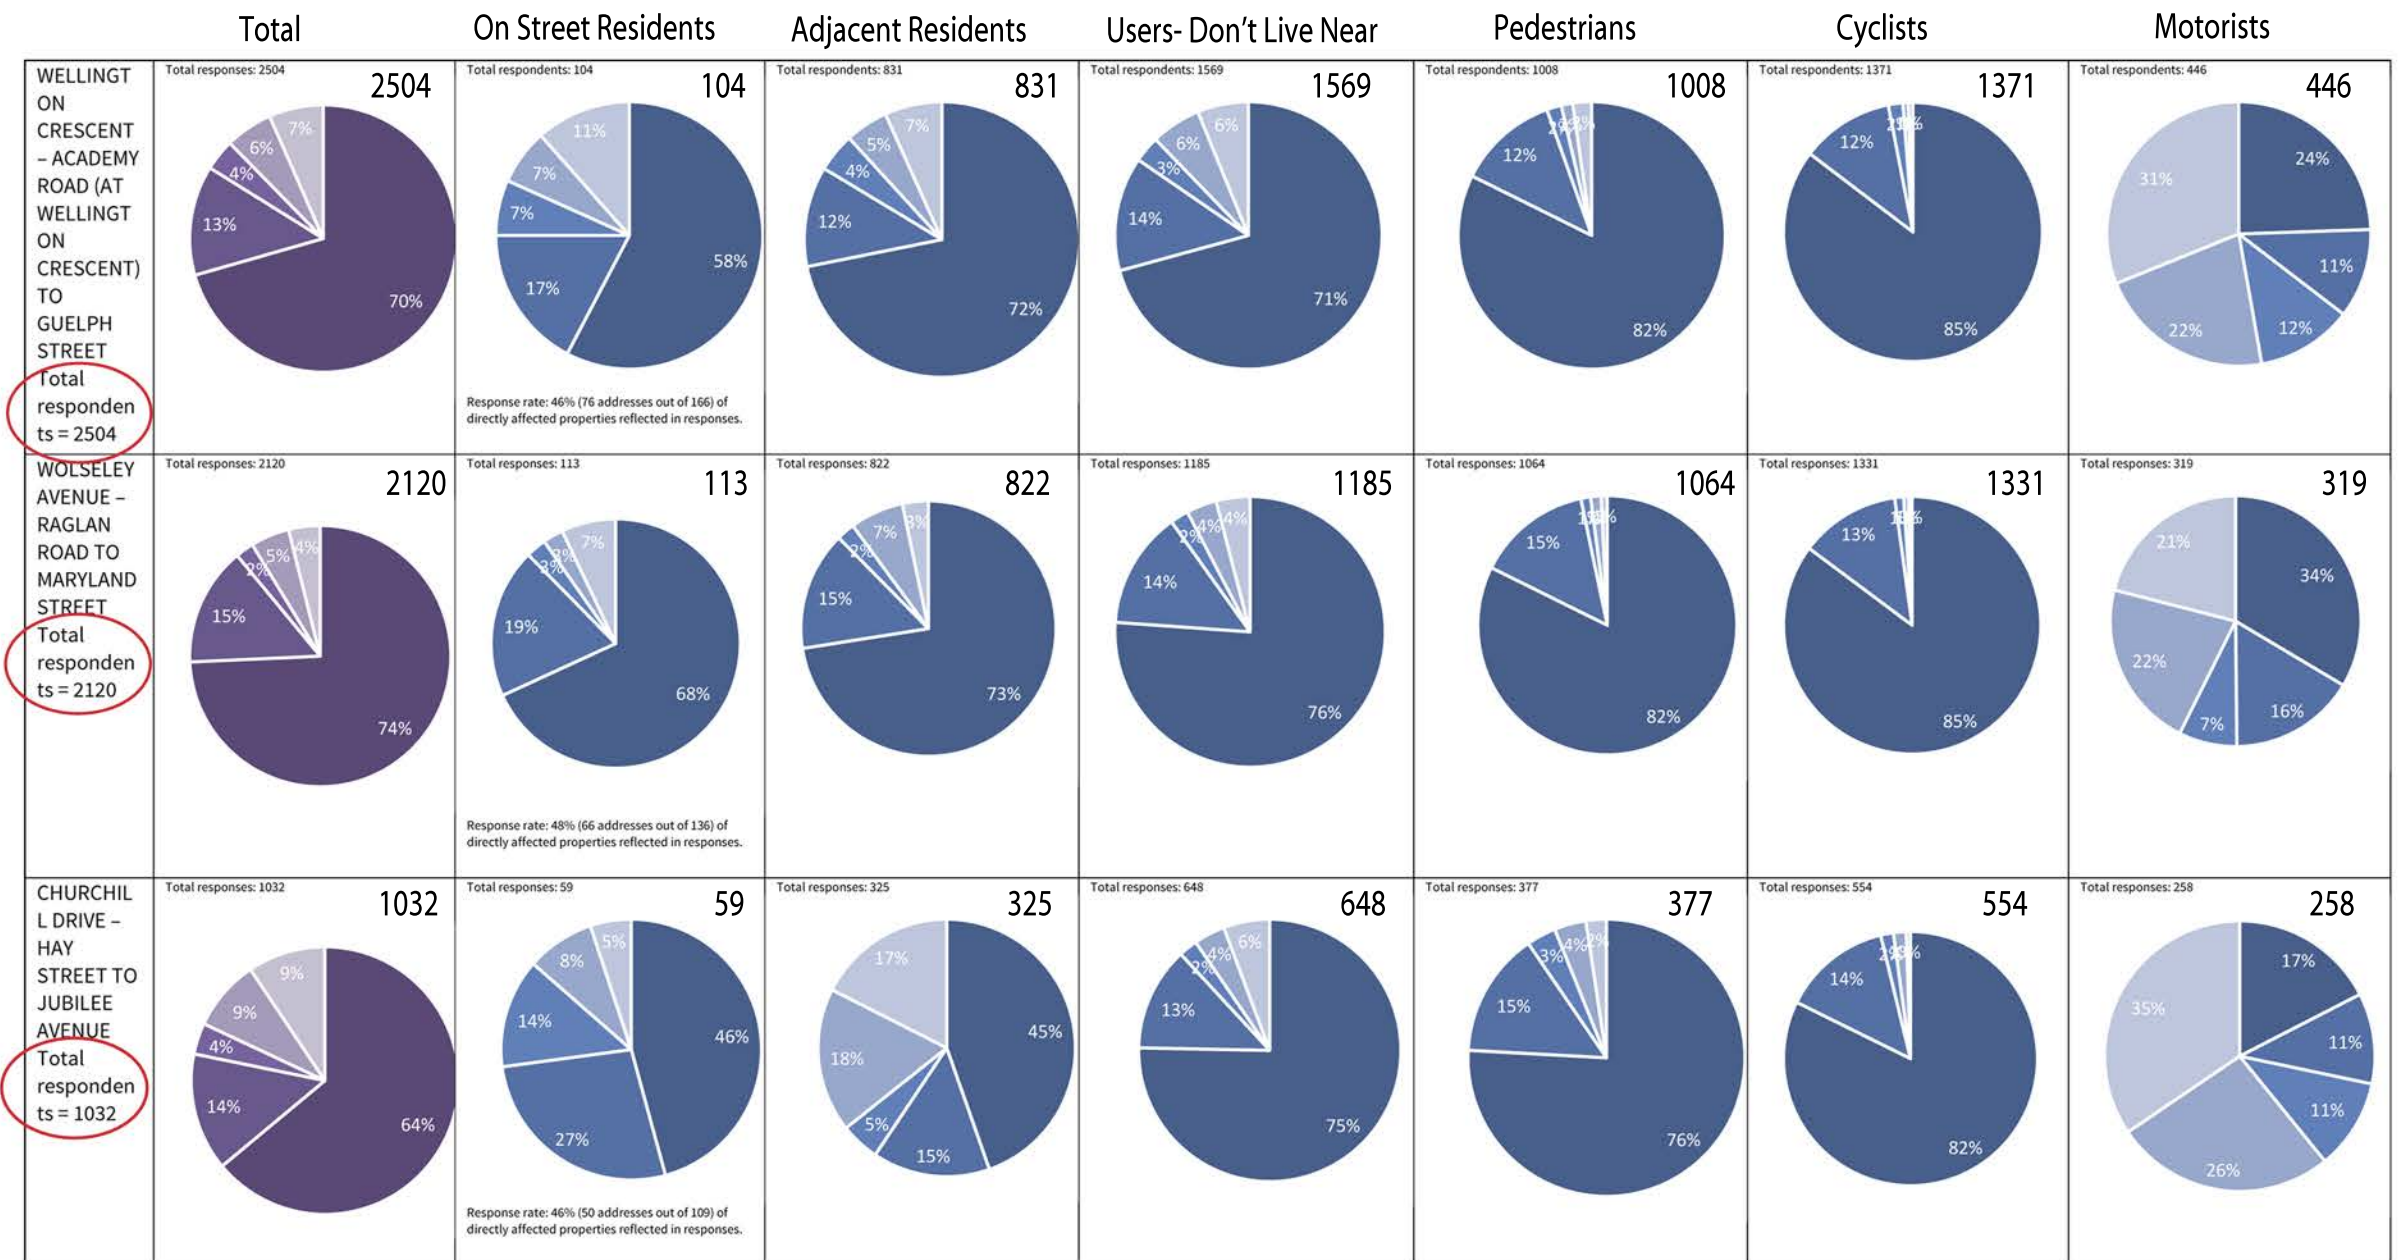 Total
On Street Residents
Adjacent Residents
Users- Don't Live Near
Pedestrians
Cyclists
Motorists
WELLINGT
ON
CRESCENT
– ACADEMY
ROAD (AT
WELLINGT
ON
CRESCENT)
TO
GUELPH
STREET
Total
responden
ts = 2504
Total responses: 2504
2504
7%
6%
4%
13%
70%
Total respondents: 104
104
11%
7%
7%
17%
58%
Response rate: 46% (76 addresses out of 166) of
directly affected properties reflected in responses.
Total respondents: 831
831
7%
5%
4%
12%
72%
Total respondents: 1569
1569
6%
6%
3%
14%
71%
Total respondents: 1008
1008
12%
82%
Total respondents: 1371
1371
12%
85%
Total respondents: 446
446
31%
24%
11%
12%
22%
WOLSELEY
AVENUE –
RAGLAN
ROAD TO
MARYLAND
STREET
Total
responden
ts = 2120
Total responses: 2120
2120
4%
5%
2%
15%
74%
Total responses: 113
113
7%
3%
19%
68%
Response rate: 48% (66 addresses out of 136) of
directly affected properties reflected in responses.
Total responses: 822
822
3%
7%
2%
15%
73%
Total responses: 1185
1185
4%
4%
2%
14%
76%
Total responses: 1064
1064
15%
82%
Total responses: 1331
1331
13%
85%
Total responses: 319
319
21%
34%
22%
7%
16%
CHURCHIL
L DRIVE –
HAY
STREET TO
JUBILEE
AVENUE
Total
responden
ts = 1032
Total responses: 1032
1032
9%
9%
4%
14%
64%
Total responses: 59
59
5%
8%
14%
27%
46%
Response rate: 46% (50 addresses out of 109) of
directly affected properties reflected in responses.
Total responses: 325
325
17%
18%
5%
15%
45%
Total responses: 648
648
6%
4%
2%
13%
75%
Total responses: 377
377
2%
4%
3%
15%
76%
Total responses: 554
554
14%
82%
Total responses: 258
258
17%
35%
11%
11%
26%